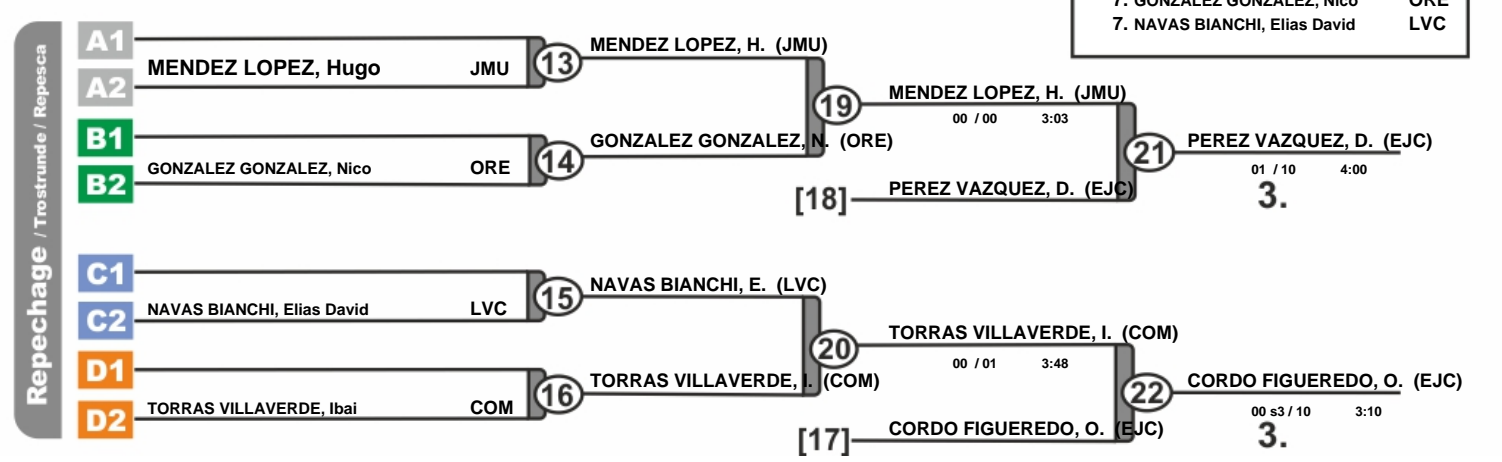 7. GONZALEZ GONZALEZ, Nico ORE
7. NAVAS BIANCHI, Elias David LVC
Repechage / Trostrunde / Repesca
A1
MENDEZ LOPEZ, Hugo JMU
A2
13
MENDEZ LOPEZ, H. (JMU)
B1
GONZALEZ GONZALEZ, Nico ORE
B2
14
GONZALEZ GONZALEZ, N. (ORE)
19
MENDEZ LOPEZ, H. (JMU)
00 / 00 3:03
[18]
PEREZ VAZQUEZ, D. (EJC)
21
PEREZ VAZQUEZ, D. (EJC)
01 / 10 4:00
3.
C1
NAVAS BIANCHI, Elias David LVC
C2
15
NAVAS BIANCHI, E. (LVC)
D1
TORRAS VILLAVERDE, Ibai COM
D2
16
TORRAS VILLAVERDE, I. (COM)
20
TORRAS VILLAVERDE, I. (COM)
00 / 01 3:48
[17]
CORDO FIGUEREDO, O. (EJC)
22
CORDO FIGUEREDO, O. (EJC)
00 s3 / 10 3:10
3.